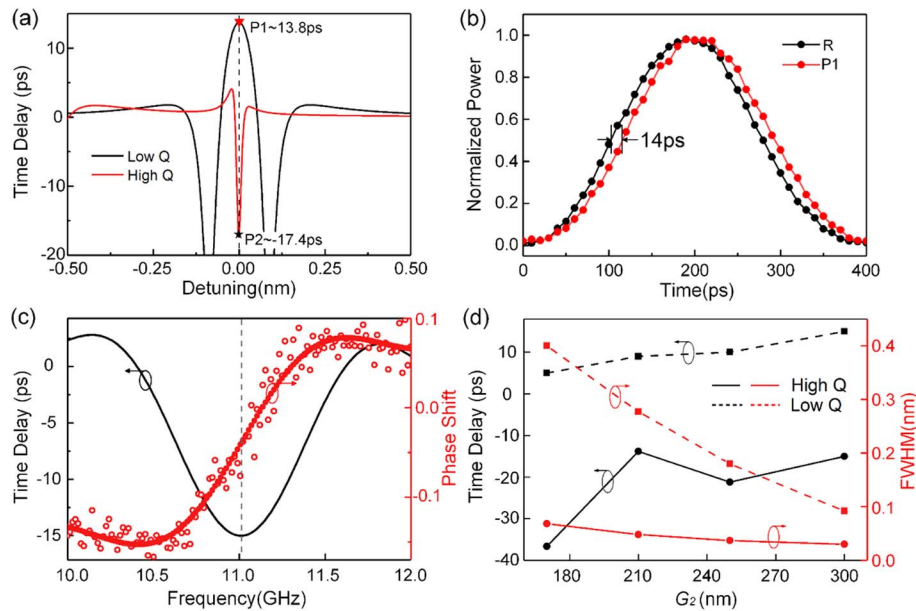 (a)
Time Delay (ps)
10
0
-10
-20
P1~13.8ps
Low Q
High Q
P2~-17.4ps
-0.50 -0.25 0.00 0.25 0.50
Detuning(nm)
(b)
Normalized Power
1.0
0.8
0.6
0.4
0.2
0.0
R
P1
14ps
0 100 200 300 400
Time(ps)
(c)
Time Delay (ps)
0
-5
-10
-15
0.1
0.0
-0.1
Phase Shift
10.0 10.5 11.0 11.5 12.0
Frequency(GHz)
(d)
Time Delay (ps)
10
0
-10
-20
-30
-40
High Q
Low Q
0.4
0.3
0.2
0.1
0.0
FWHM(nm)
180 210 240 270 300
G2 (nm)